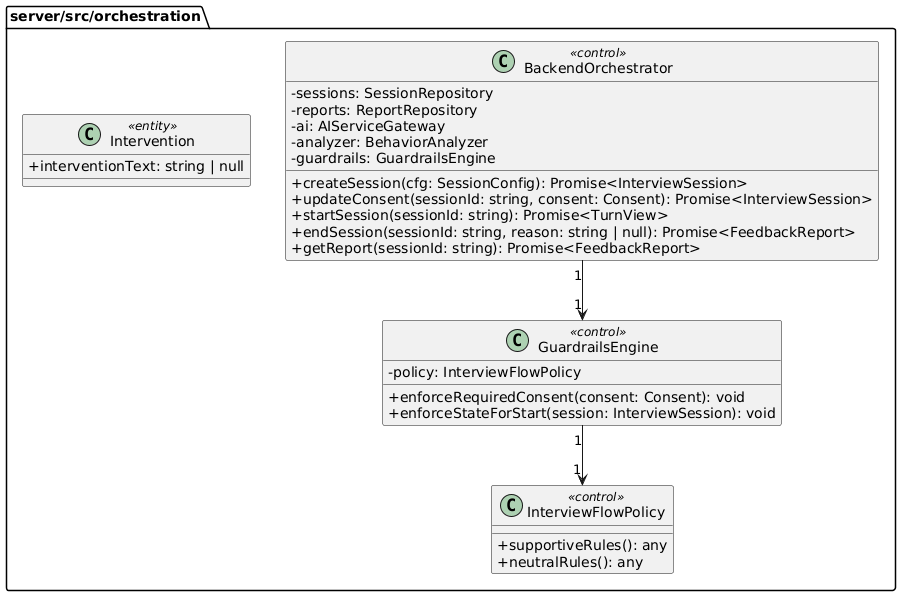 server/src/orchestration
C
«control»
BackendOrchestrator
-sessions: SessionRepository
-reports: ReportRepository
-ai: AIServiceGateway
-analyzer: BehaviorAnalyzer
-guardrails: GuardrailsEngine
+createSession(cfg: SessionConfig): Promise<InterviewSession>
+updateConsent(sessionId: string, consent: Consent): Promise<InterviewSession>
+startSession(sessionId: string): Promise<TurnView>
+endSession(sessionId: string, reason: string | null): Promise<FeedbackReport>
+getReport(sessionId: string): Promise<FeedbackReport>
C
«entity»
Intervention
+interventionText: string | null
1
1
C
«control»
GuardrailsEngine
-policy: InterviewFlowPolicy
+enforceRequiredConsent(consent: Consent): void
+enforceStateForStart(session: InterviewSession): void
1
1
C
«control»
InterviewFlowPolicy
+supportiveRules(): any
+neutralRules(): any